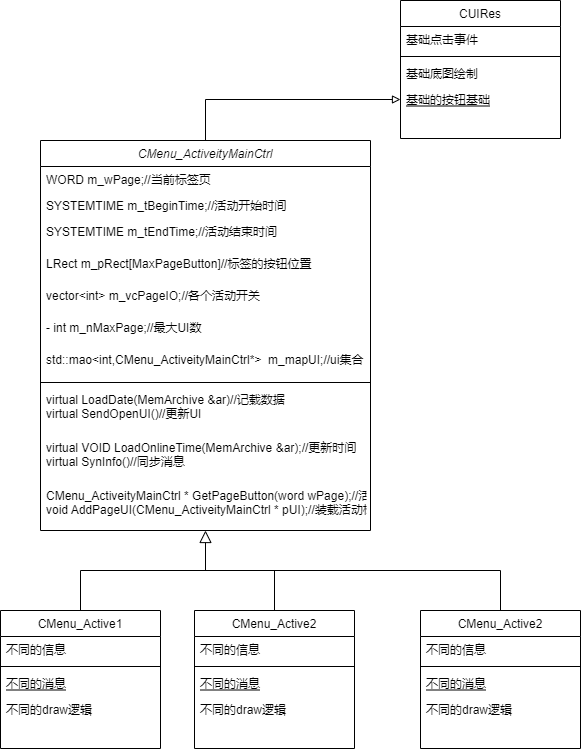 CUIRes
基础点击事件
基础底图绘制
基础的按钮基础
CMenu_ActiveityMainCtrl
WORD m_wPage;//当前标签页
SYSTEMTIME m_tBeginTime;//活动开始时间
SYSTEMTIME m_tEndTime;//活动结束时间
LRect m_pRect[MaxPageButton]//标签的按钮位置
vector<int> m_vcPageIO;//各个活动开关
- int m_nMaxPage;//最大UI数
std::mao<int,CMenu_ActiveityMainCtrl*>  m_mapUI;//ui集合
virtual LoadDate(MemArchive &ar)//记载数据
virtual SendOpenUI()//更新UI
virtual VOID LoadOnlineTime(MemArchive &ar);//更新时间
virtual SynInfo()//同步消息
CMenu_ActiveityMainCtrl * GetPageButton(word wPage);//活
void AddPageUI(CMenu_ActiveityMainCtrl * pUI);//装载活动
CMenu_Active1
不同的信息
不同的消息
不同的draw逻辑
CMenu_Active2
不同的信息
不同的消息
不同的draw逻辑
CMenu_Active2
不同的信息
不同的消息
不同的draw逻辑